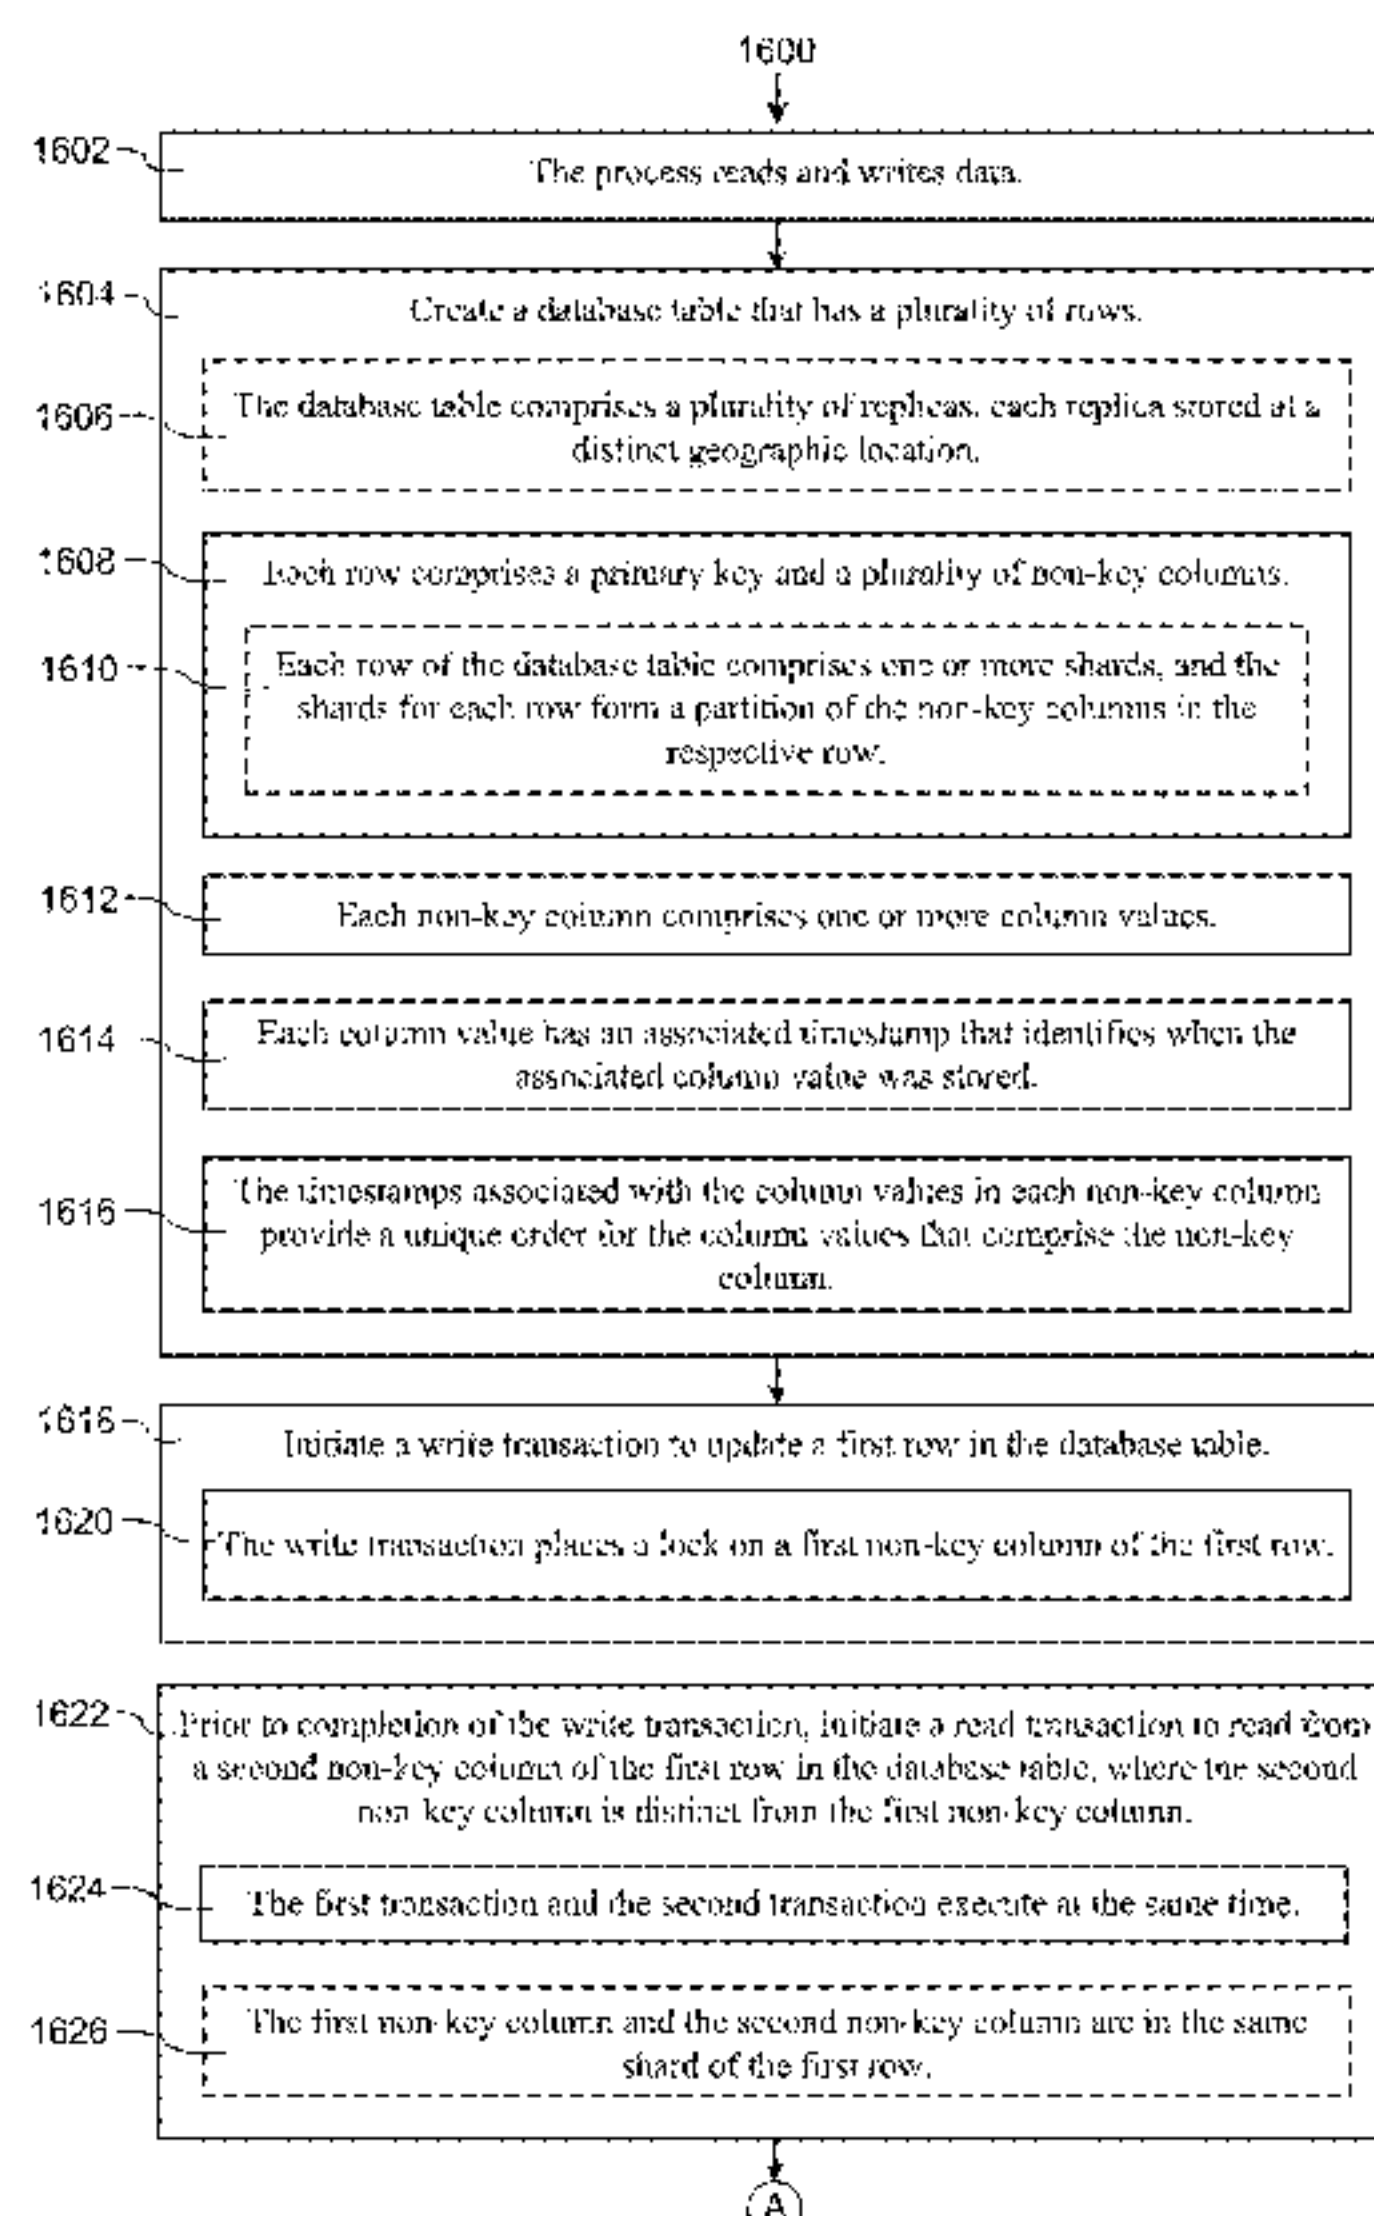 1600
1602
The process reads and writes data.
1604
Create a database table that has a plurality of rows.
1606
The database table comprises a plurality of replicas, each replica stored at a
distinct geographic location.
1608
Each row comprises a primary key and a plurality of non-key columns.
1610
Each row of the database table comprises one or more shards, and the
shards for each row form a partition of the non-key columns in the
respective row.
1612
Each non-key column comprises one or more column values.
1614
Each column value has an associated timestamp that identifies when the
associated column value was stored.
1616
The timestamps associated with the column values in each non-key column
provide a unique order for the column values that comprise the non-key
column.
1618
Initiate a write transaction to update a first row in the database table.
1620
The write transaction places a lock on a first non-key column of the first row.
1622
Prior to completion of the write transaction, initiate a read transaction to read from
a second non-key column of the first row in the database table, where the second
non-key column is distinct from the first non-key column.
1624
The first transaction and the second transaction execute at the same time.
1626
The first non-key column and the second non-key column are in the same
shard of the first row.
A